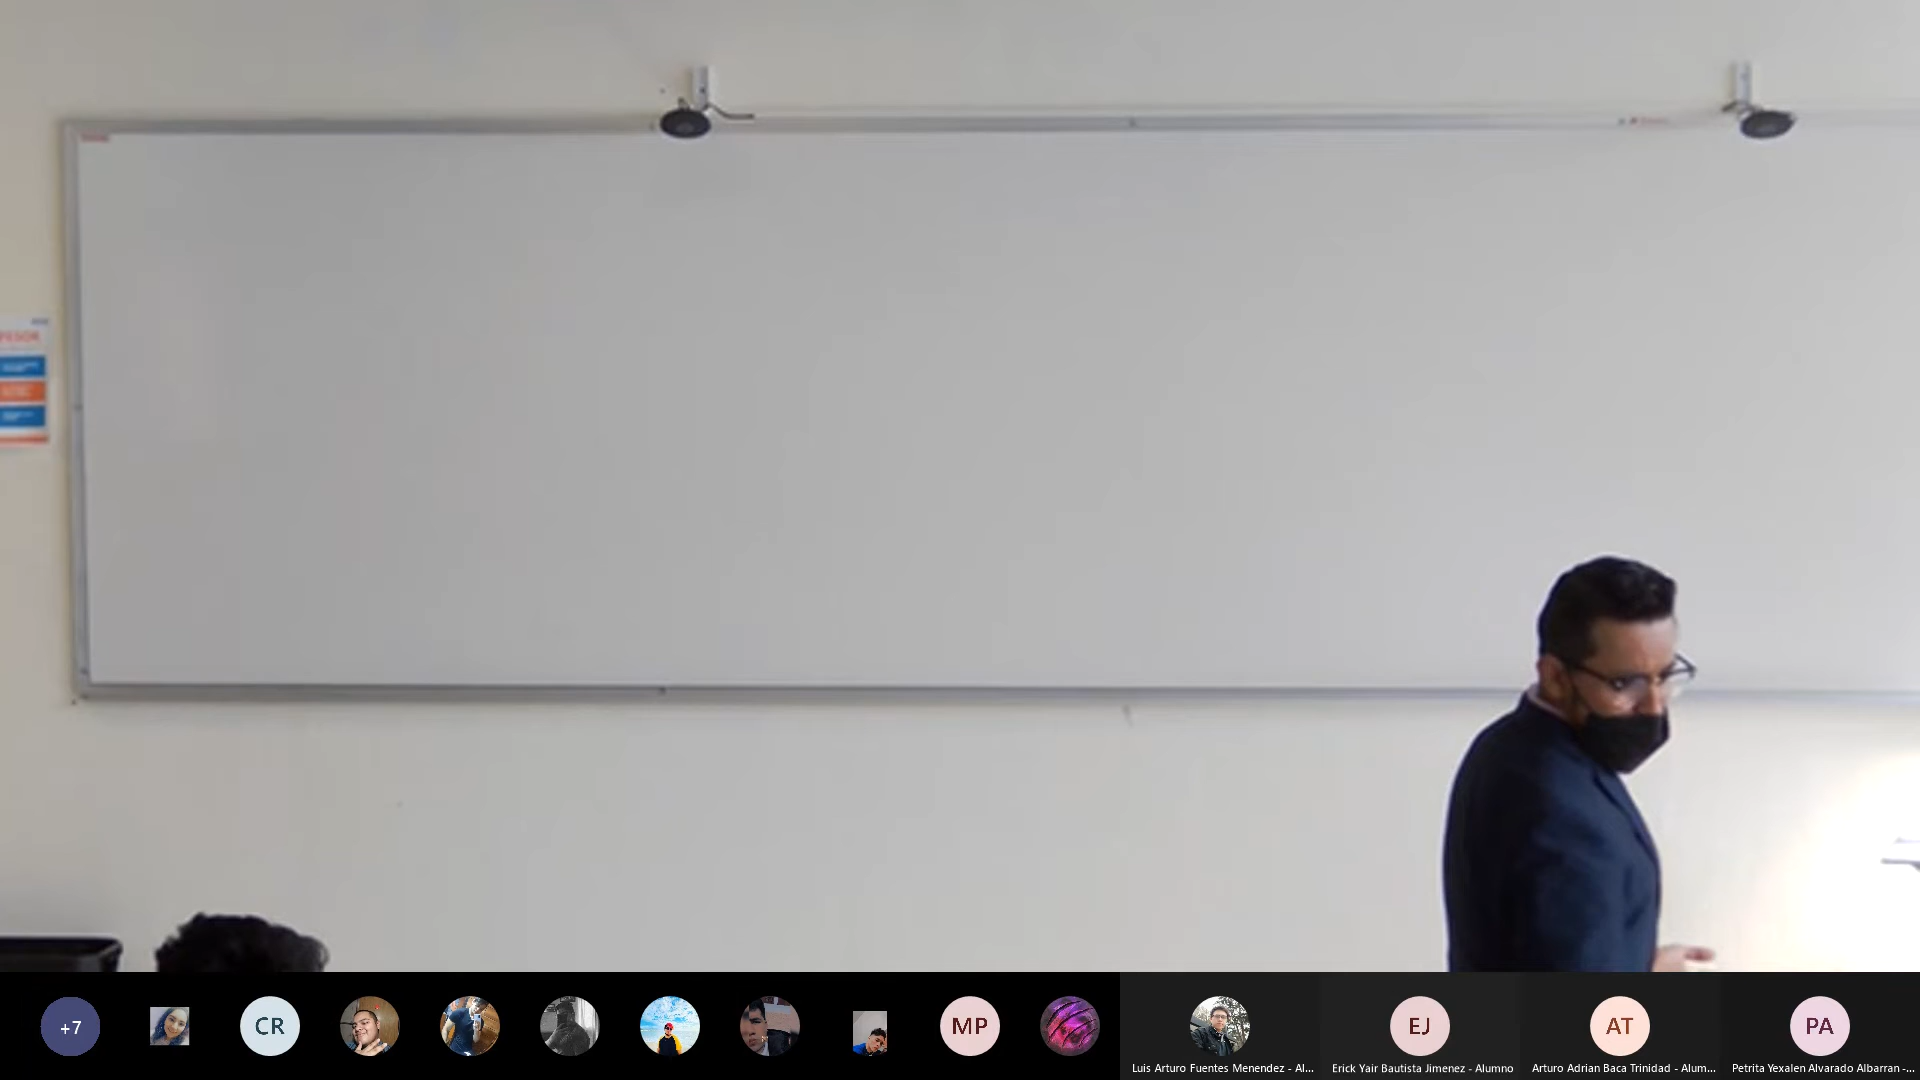 +7
CR
MP
EJ
AT
PA
Luis Arturo Fuentes Menendez - Al...
Erick Yair Bautista Jimenez - Alumno
Arturo Adrian Baca Trinidad - Alum...
Petrita Yexalen Alvarado Albarran -...